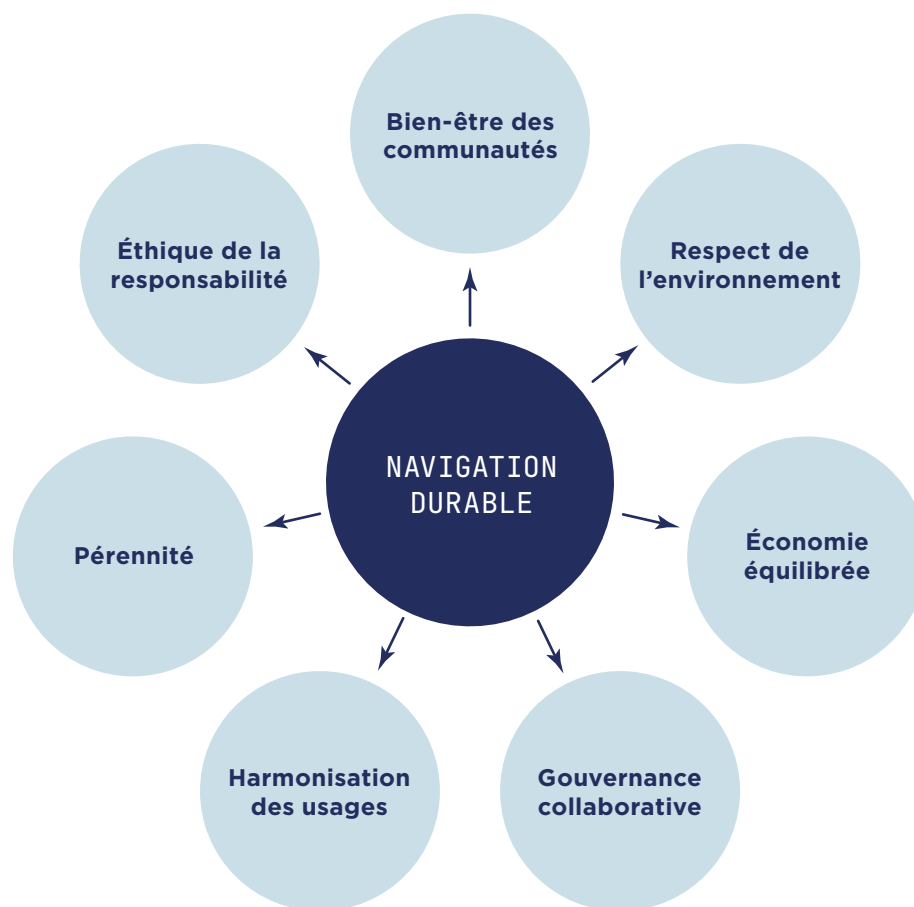 Bien-être des
communautés
Éthique de la
responsabilité
Respect de
l’environnement
NAVIGATION
DURABLE
Pérennité
Économie
équilibrée
Harmonisation
des usages
Gouvernance
collaborative